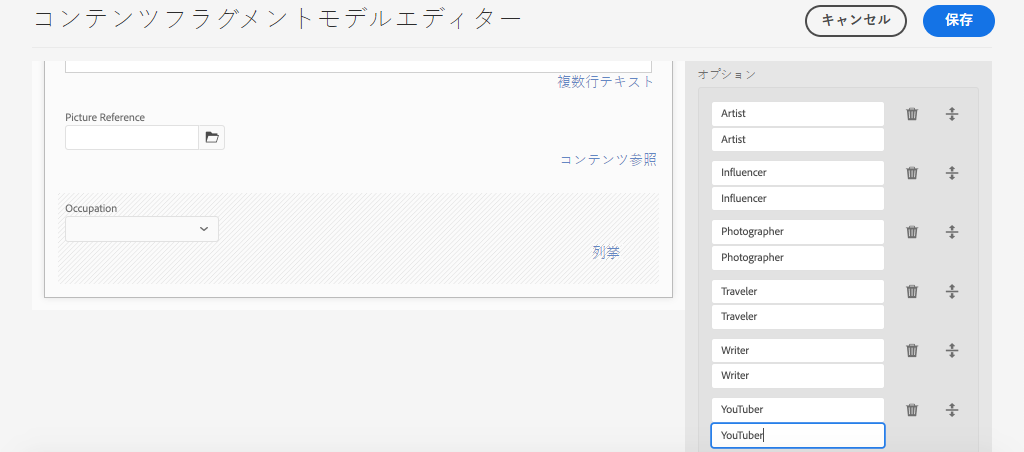 コンテンツフラグメントモデルエディター
キャンセル
保存
複数行テキスト
Picture Reference
コンテンツ参照
Occupation
列挙
オプション
Artist
Artist
Influencer
Influencer
Photographer
Photographer
Traveler
Traveler
Writer
Writer
YouTuber
YouTuber